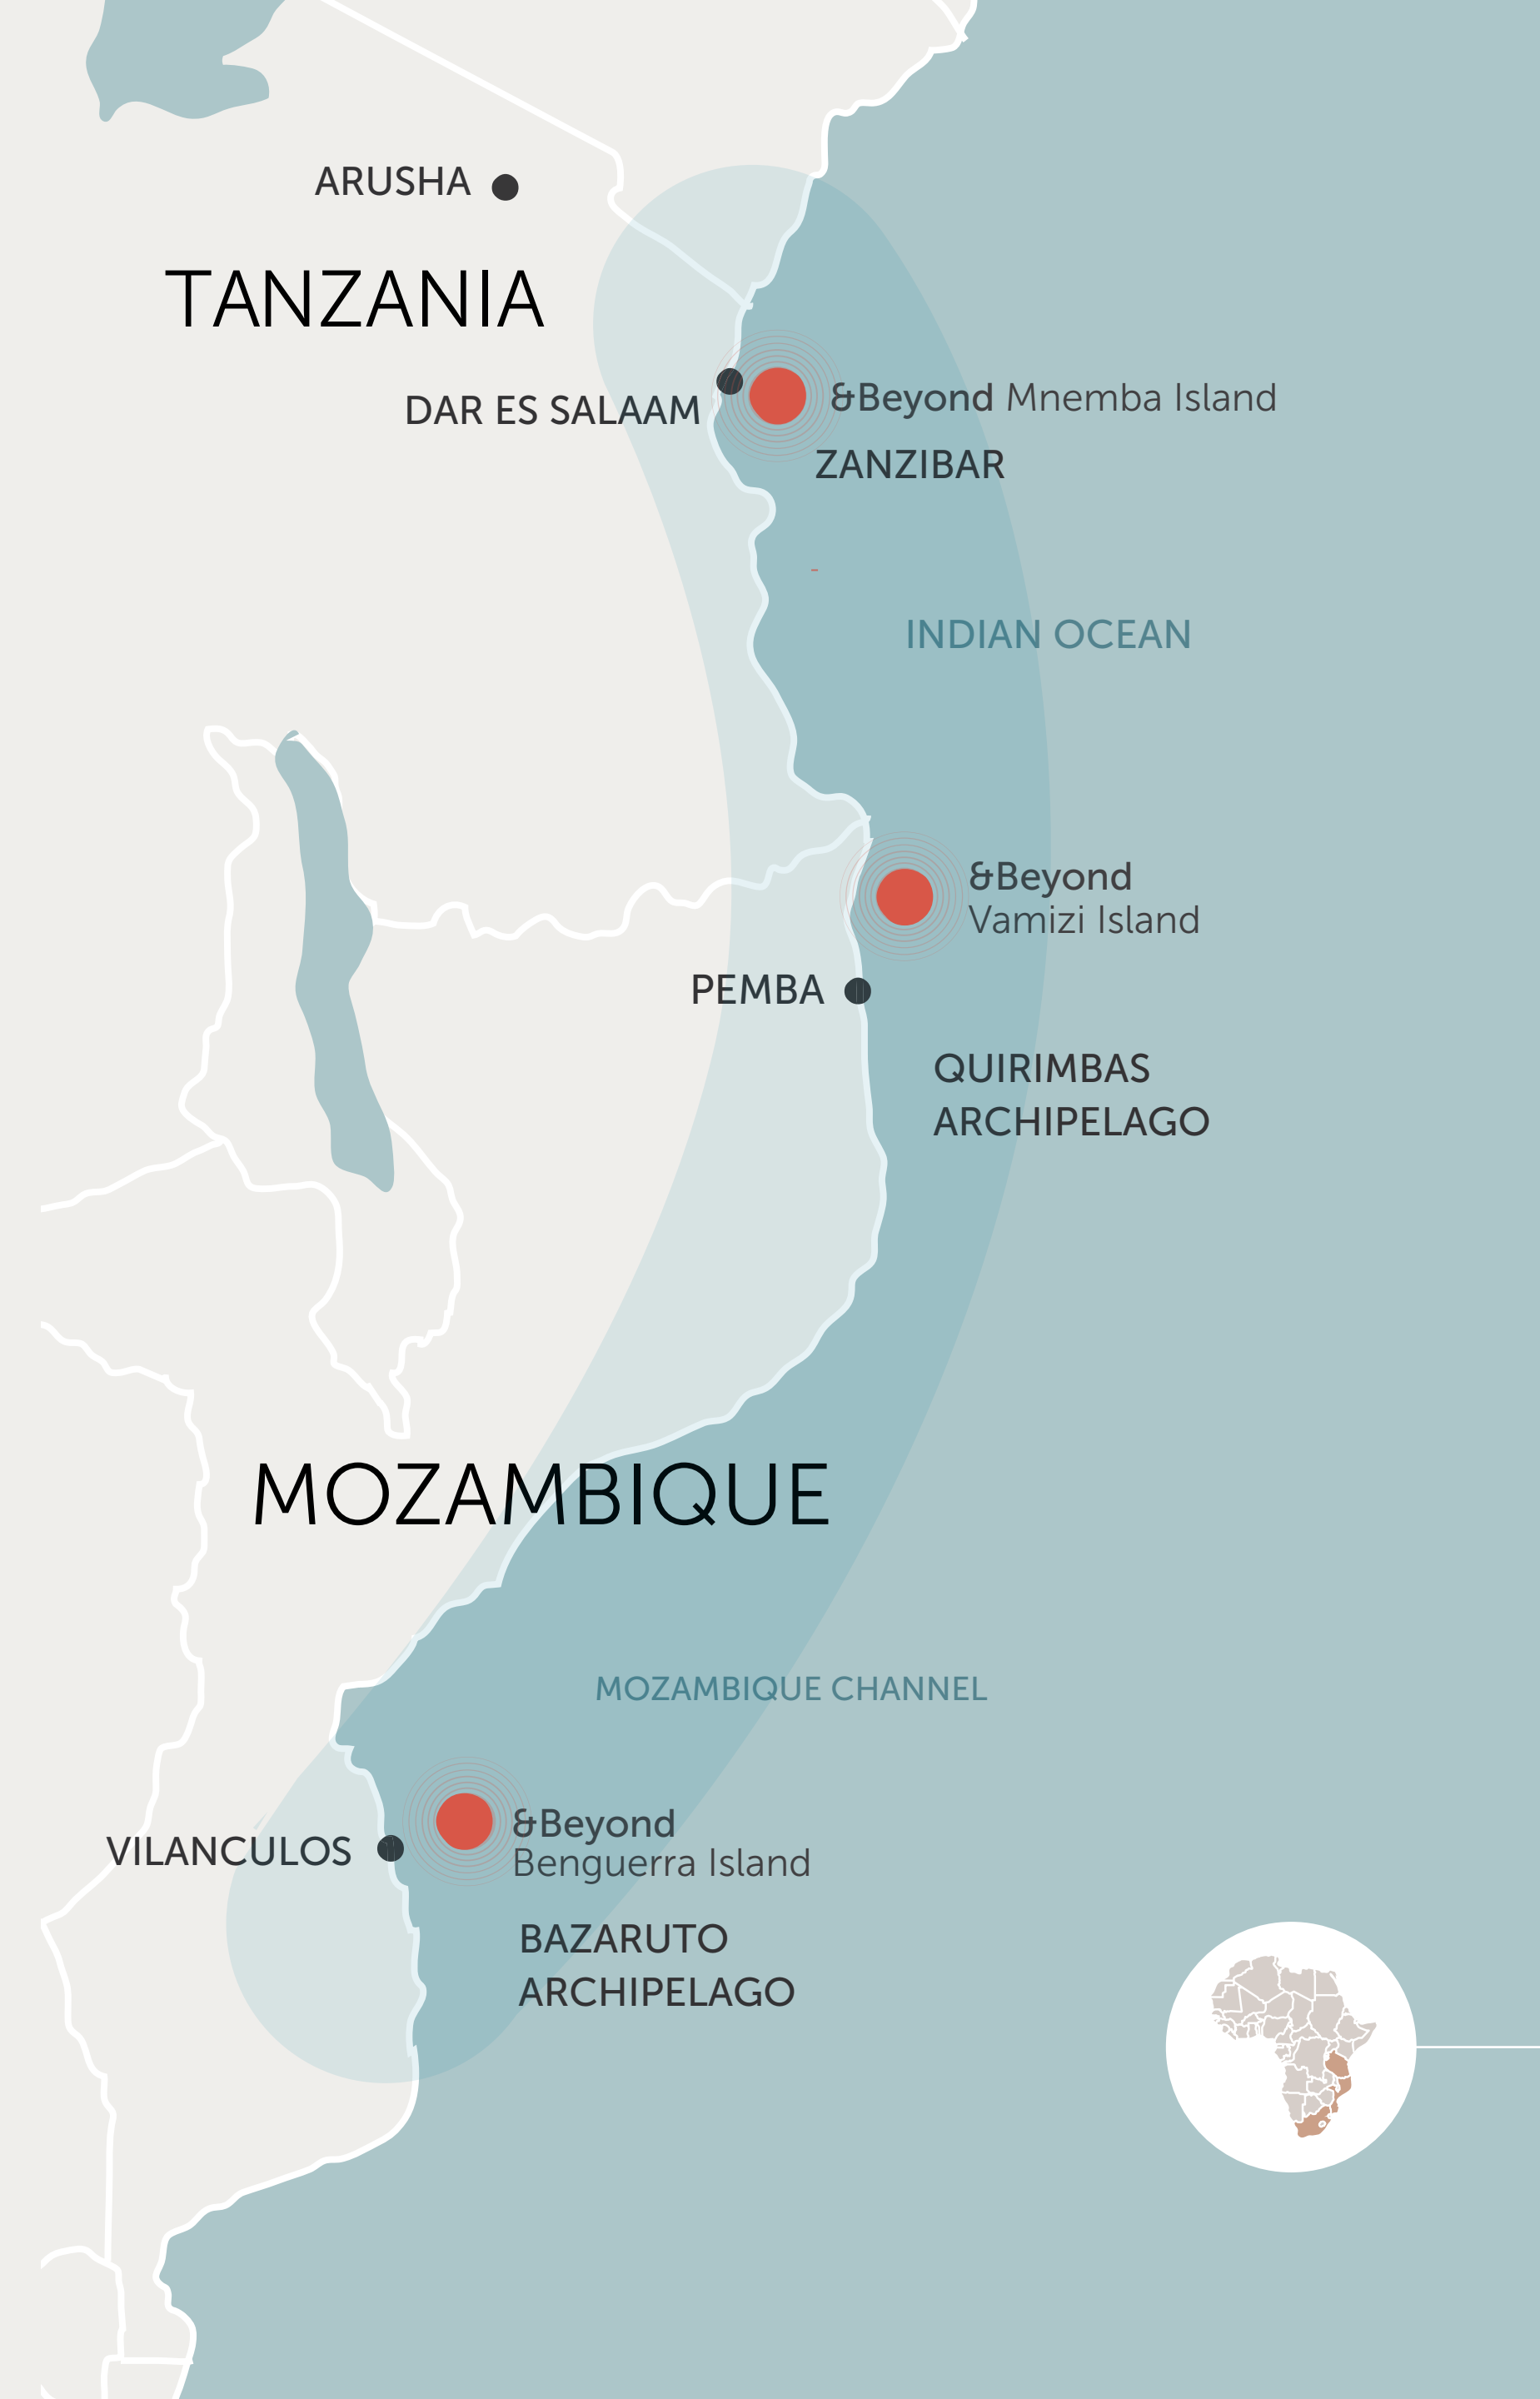 ARUSHA
TANZANIA
DAR ES SALAAM
&Beyond Mnemba Island
ZANZIBAR
INDIAN OCEAN
&Beyond
Vamizi Island
PEMBA
QUIRIMBAS
ARCHIPELAGO
MOZAMBIQUE
MOZAMBIQUE CHANNEL
&Beyond
Benguerra Island
VILANCULOS
BAZARUTO
ARCHIPELAGO